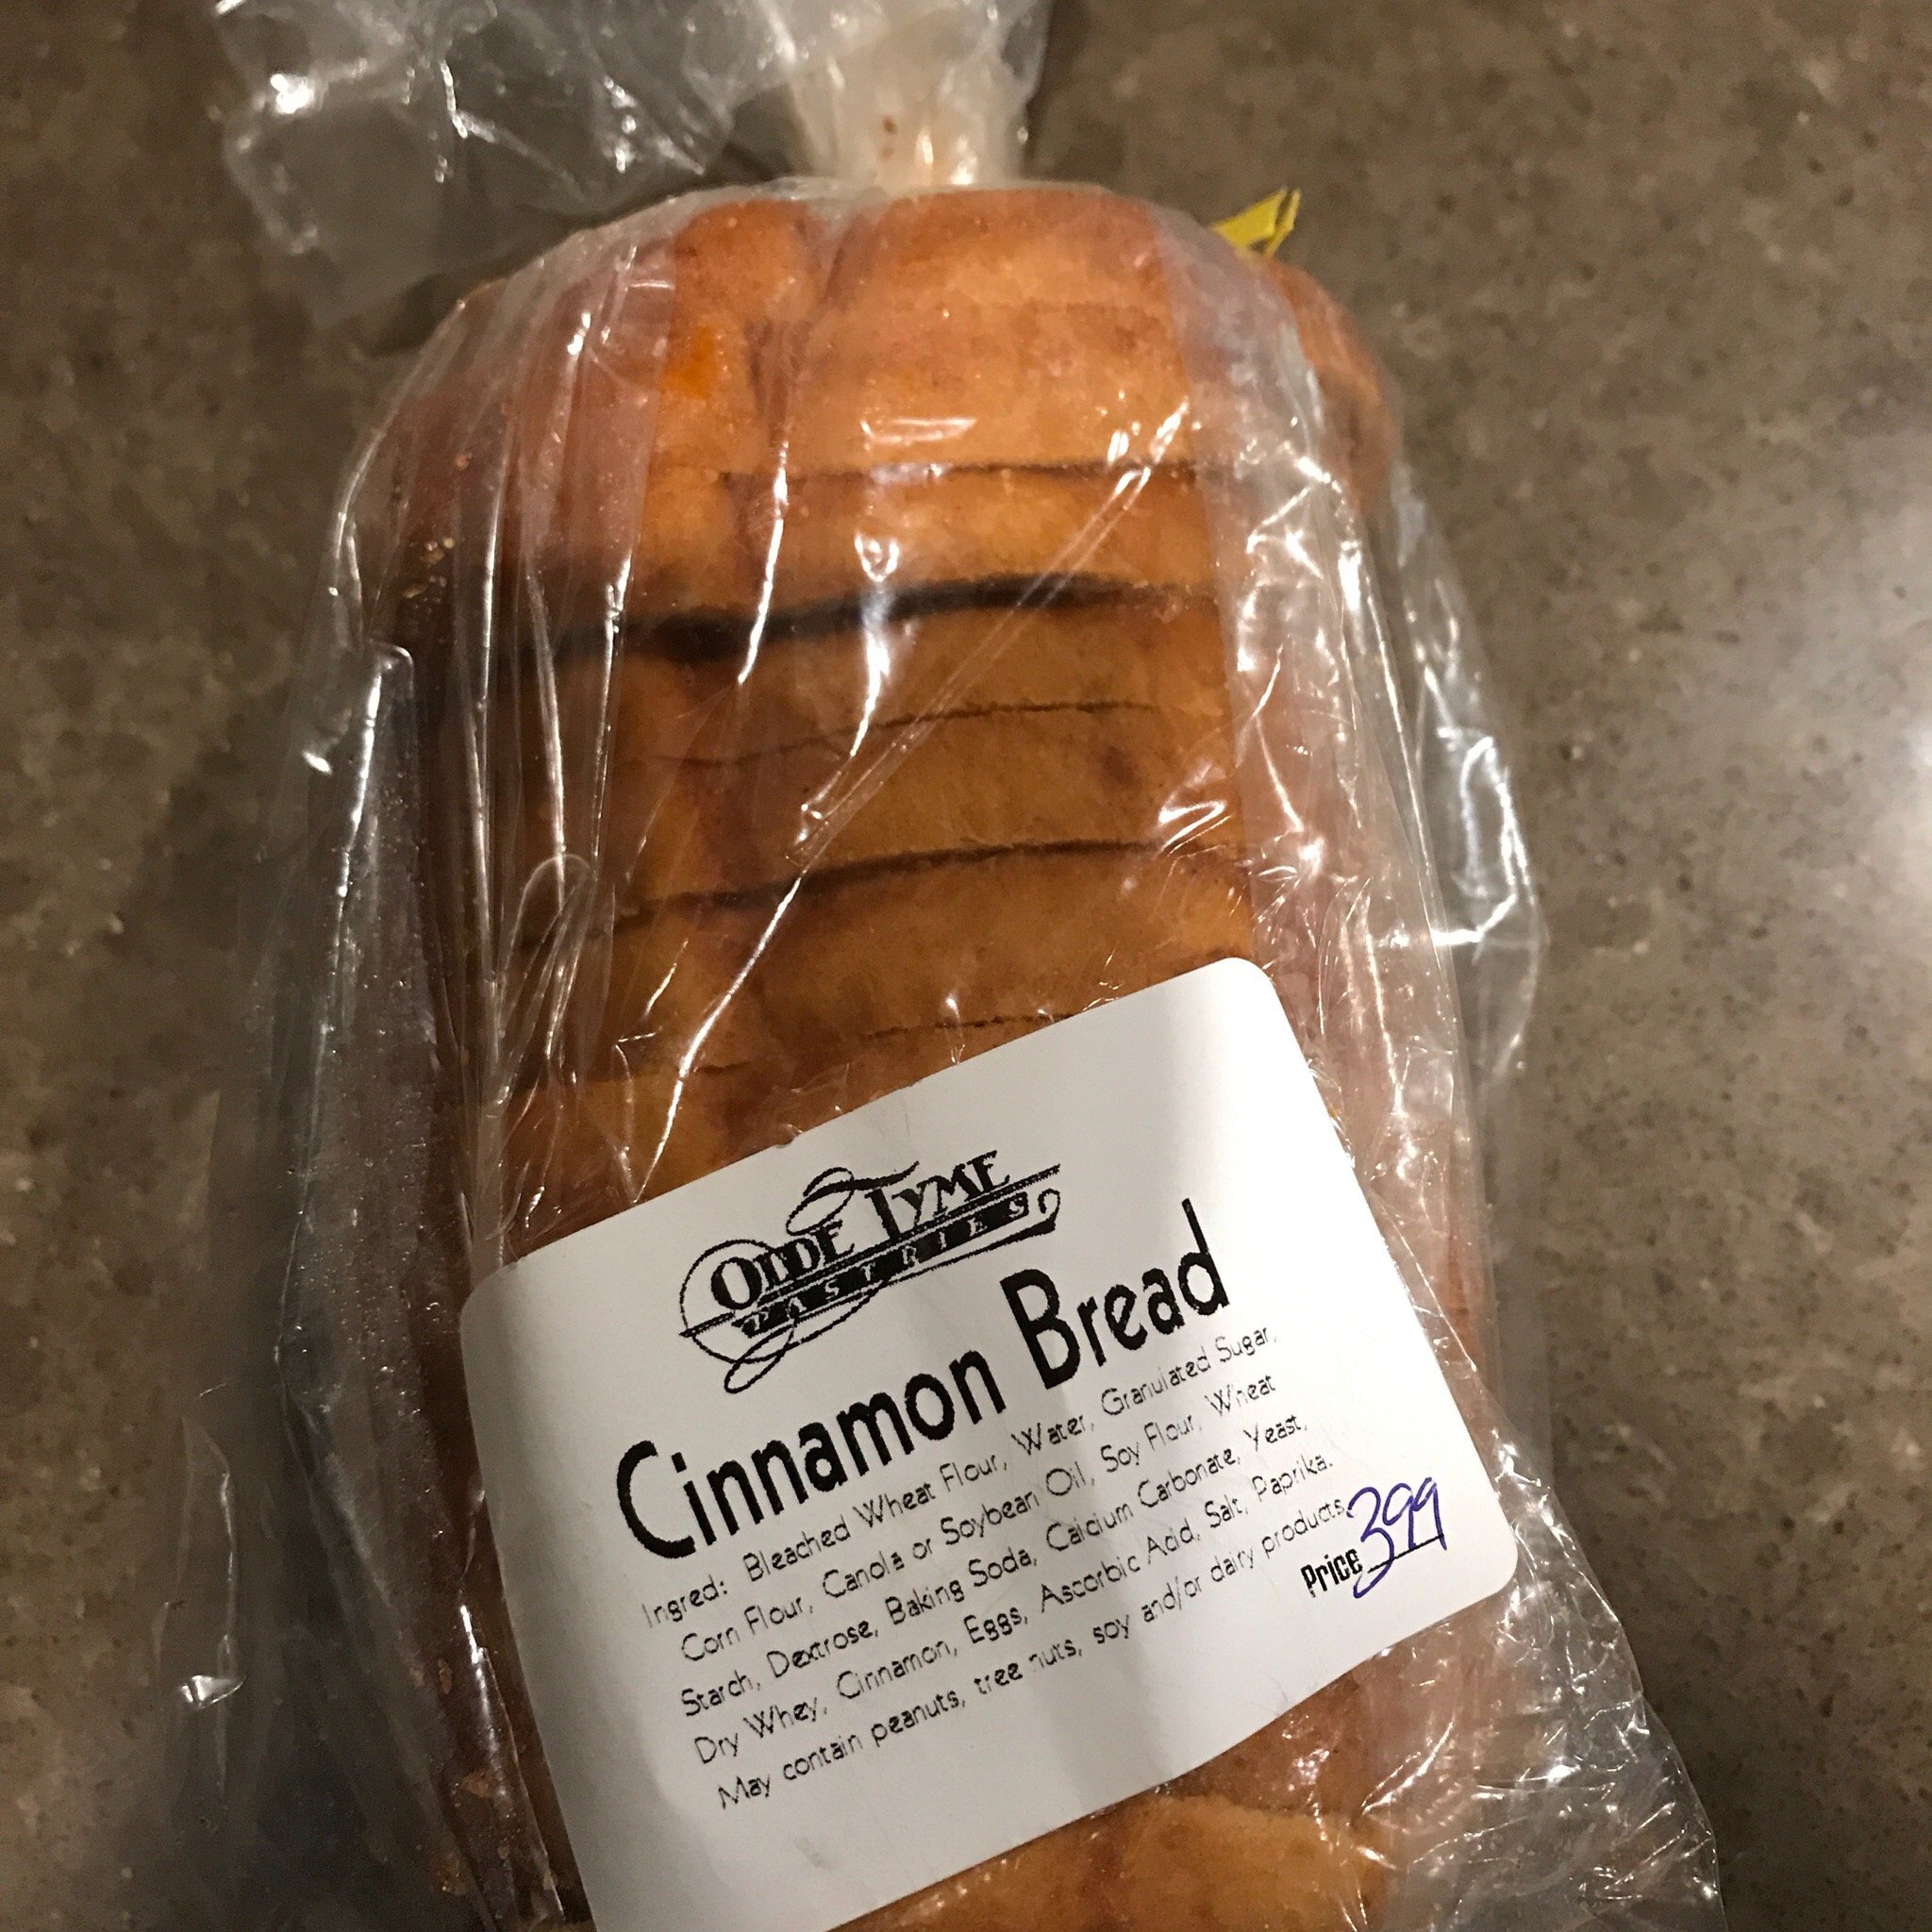 OLDE TYME
PASTRIES
Cinnamon Bread
Ingred: Bleached Wheat Flour, Water, Granulated Sugar,
Corn Flour, Canola or Soybean Oil, Soy Flour, Wheat
Starch, Dextrose, Baking Soda, Calcium Carbonate, Yeast,
Dry Whey, Cinnamon, Eggs, Ascorbic Acid, Salt, Paprika.
May contain peanuts, tree nuts, soy and/or dairy products.
Price 399